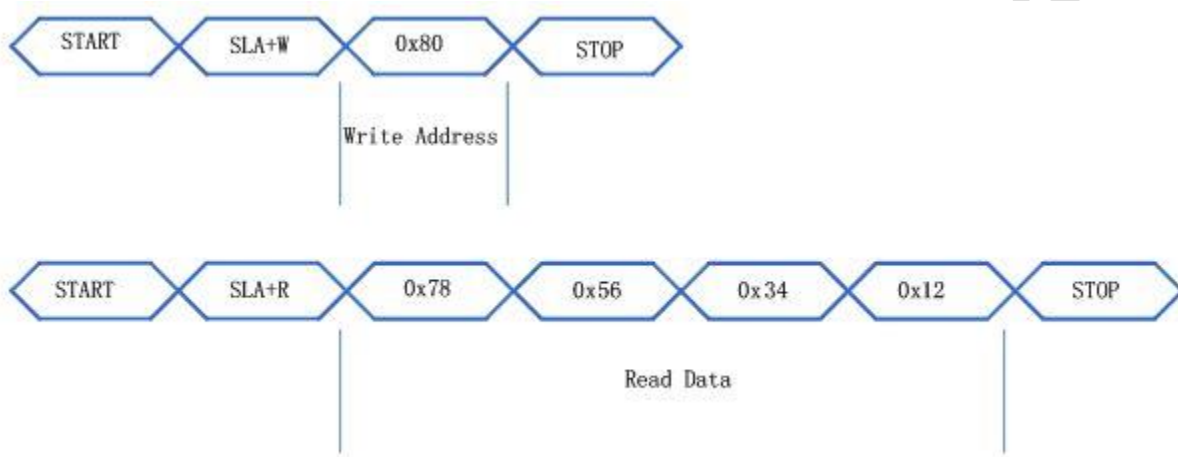 START SLA+W 0x80 STOP
Write Address
START SLA+R 0x78 0x56 0x34 0x12 STOP
Read Data